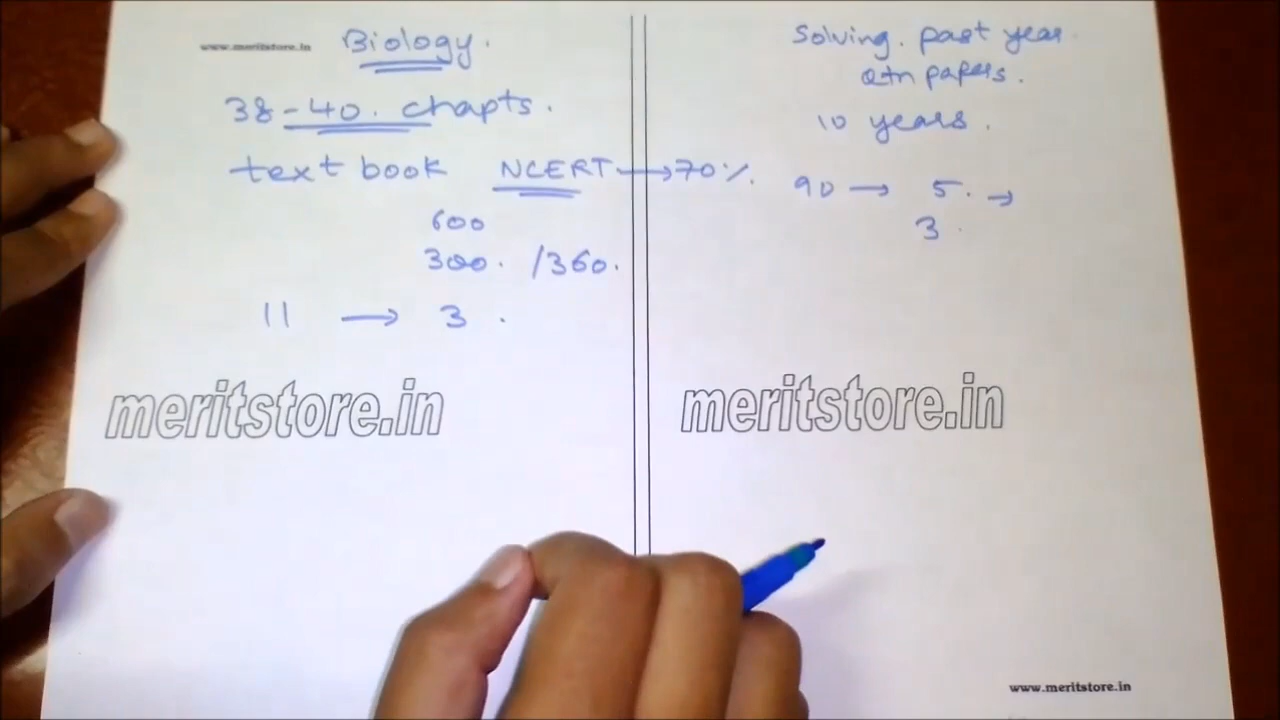 www.meritstore.in Biology.
38-40. chapts.
text book NCERT → 70%.
600
300. /360.
11 → 3.
meritstore.in
Solving. past year
Qtn papers.
10 years.
90 → 5. →
3.
meritstore.in
www.meritstore.in